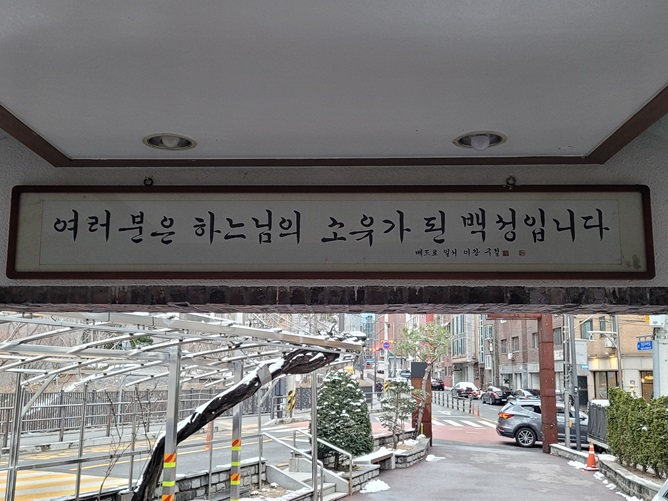 여러분은 하느님의 소유가 된 백성입니다
베드로 일서 이장 구절